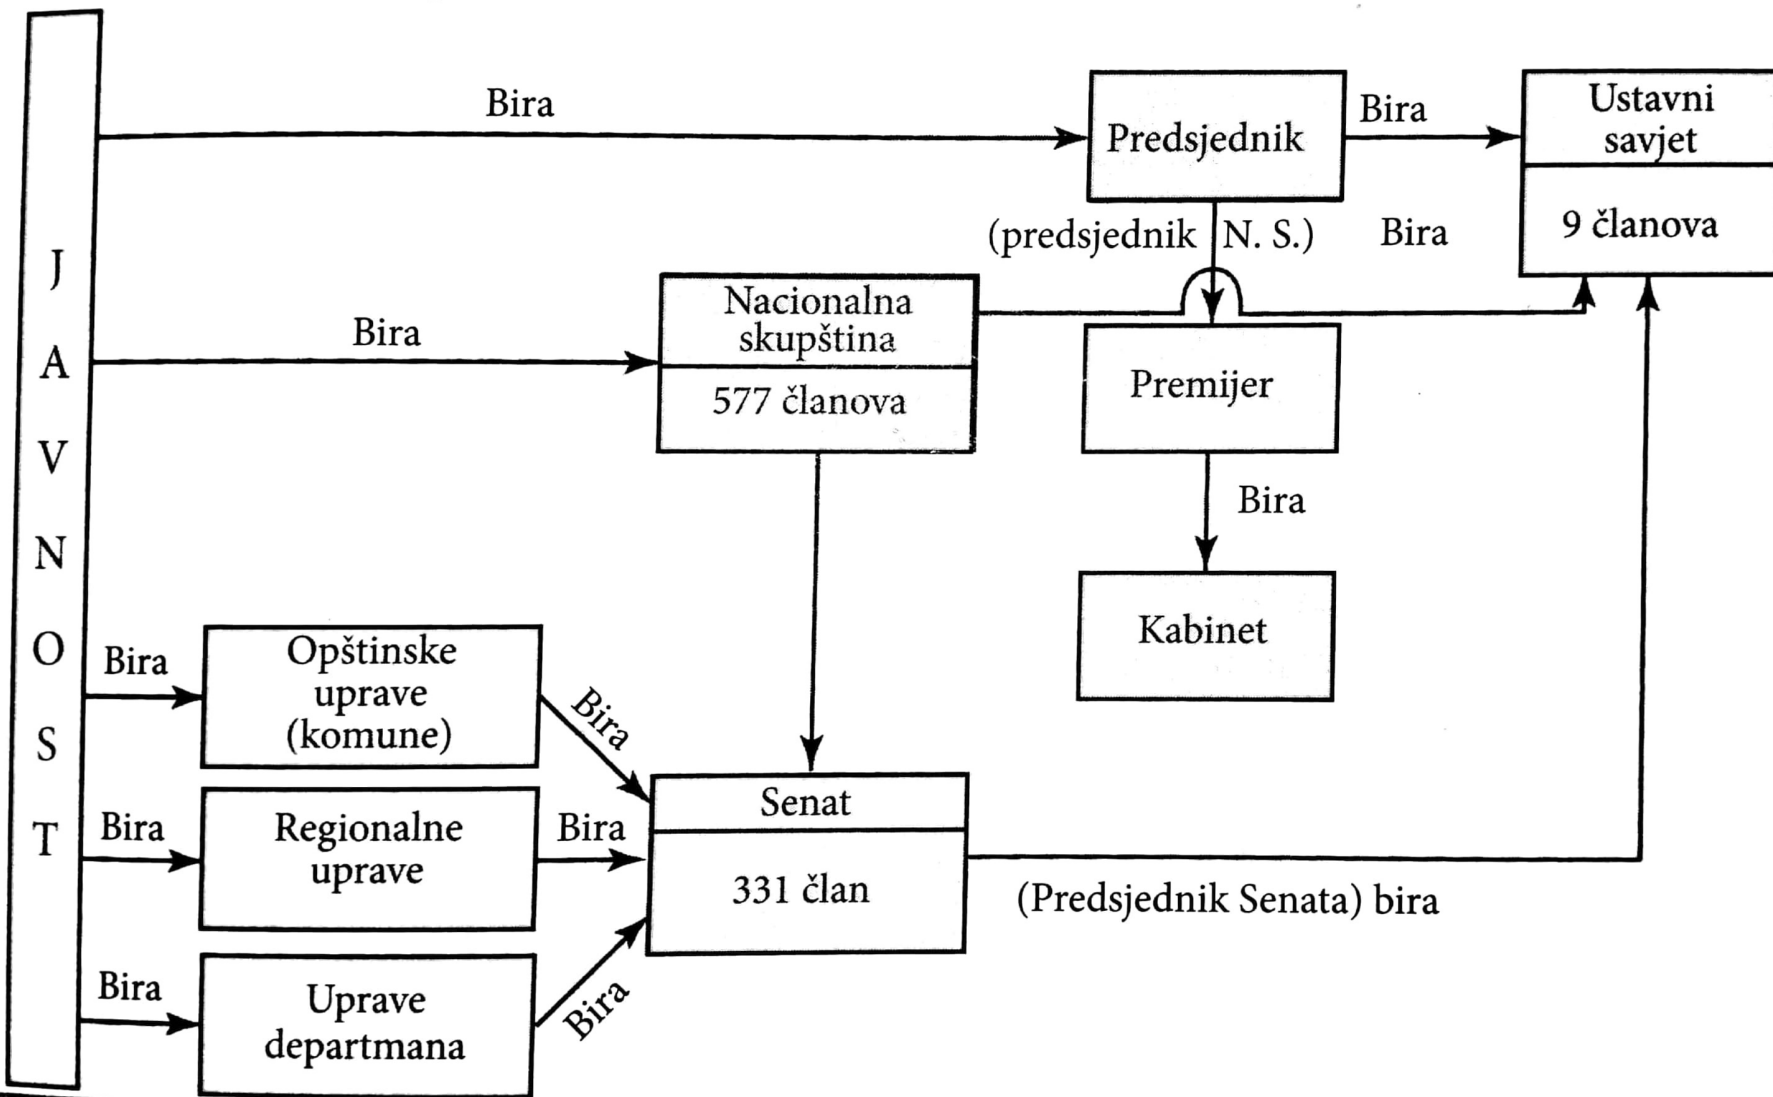 JAVNOST
Bira
Predsjednik
Bira
Ustavni
savjet
9 članova
(predsjednik N. S.)
Bira
Bira
Nacionalna
skupština
577 članova
Premijer
Bira
Kabinet
Bira
Opštinske
uprave
(komune)
Bira
Bira
Regionalne
uprave
Bira
Senat
331 član
(Predsjednik Senata) bira
Bira
Uprave
departmana
Bira